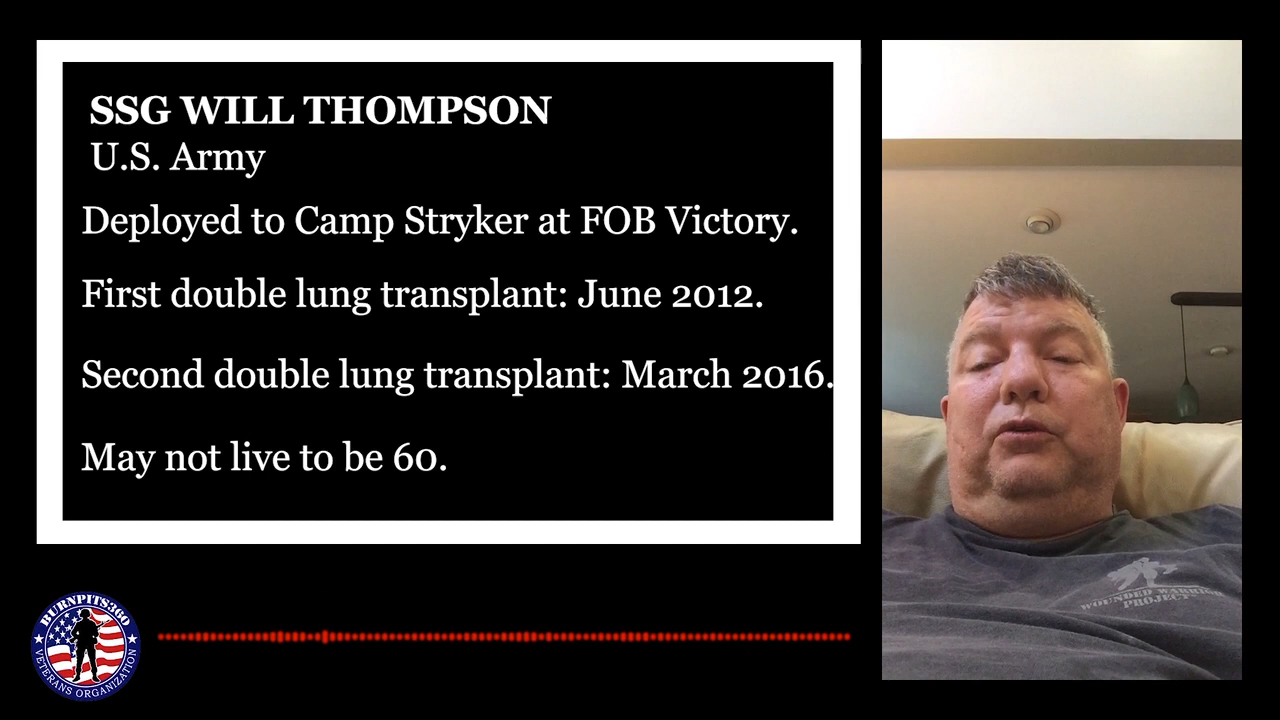 SSG WILL THOMPSON
U.S. Army
Deployed to Camp Stryker at FOB Victory.
First double lung transplant: June 2012.
Second double lung transplant: March 2016.
May not live to be 60.
WOUNDED WARRIOR
PROJECT
BURNPITS360
VETERANS ORGANIZATION